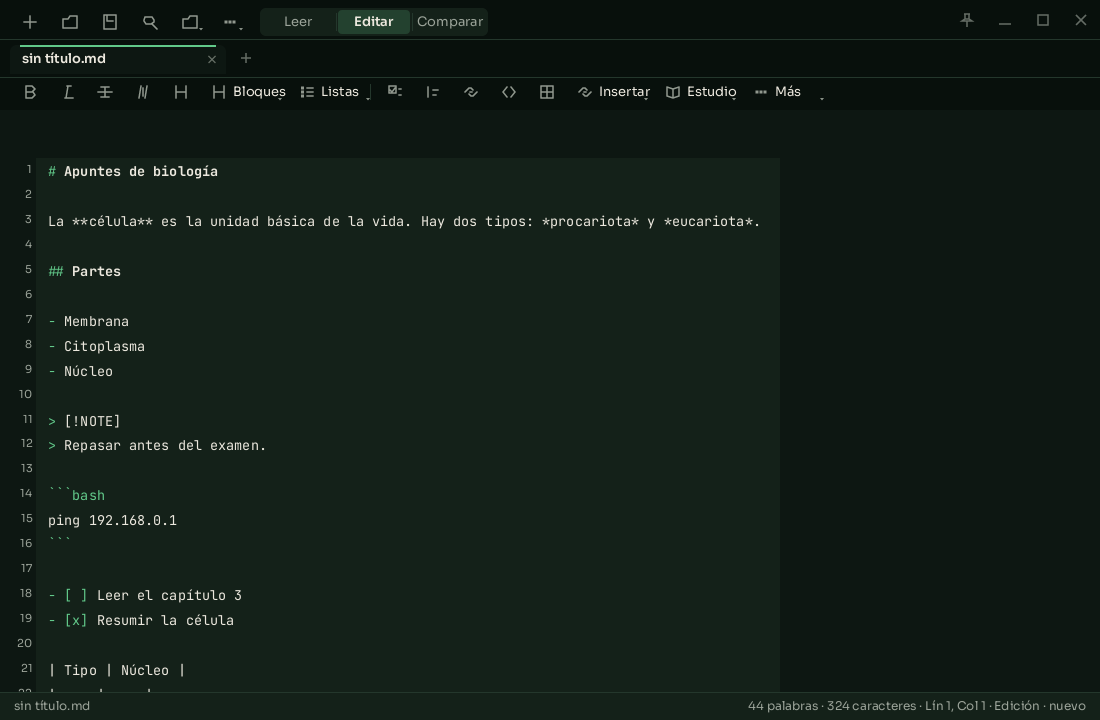 Leer Editar Comparar
sin título.md
Bloques Listas Insertar Estudio Más
1 # Apuntes de biología
2
3 La **célula** es la unidad básica de la vida. Hay dos tipos: *procariota* y *eucariota*.
4
5 ## Partes
6
7 - Membrana
8 - Citoplasma
9 - Núcleo
10
11 > [!NOTE]
12 > Repasar antes del examen.
13
14 ```bash
15 ping 192.168.0.1
16 ```
17
18 - [ ] Leer el capítulo 3
19 - [x] Resumir la célula
20
21 | Tipo | Núcleo |
sin título.md
44 palabras · 324 caracteres · Lín 1, Col 1 · Edición · nuevo